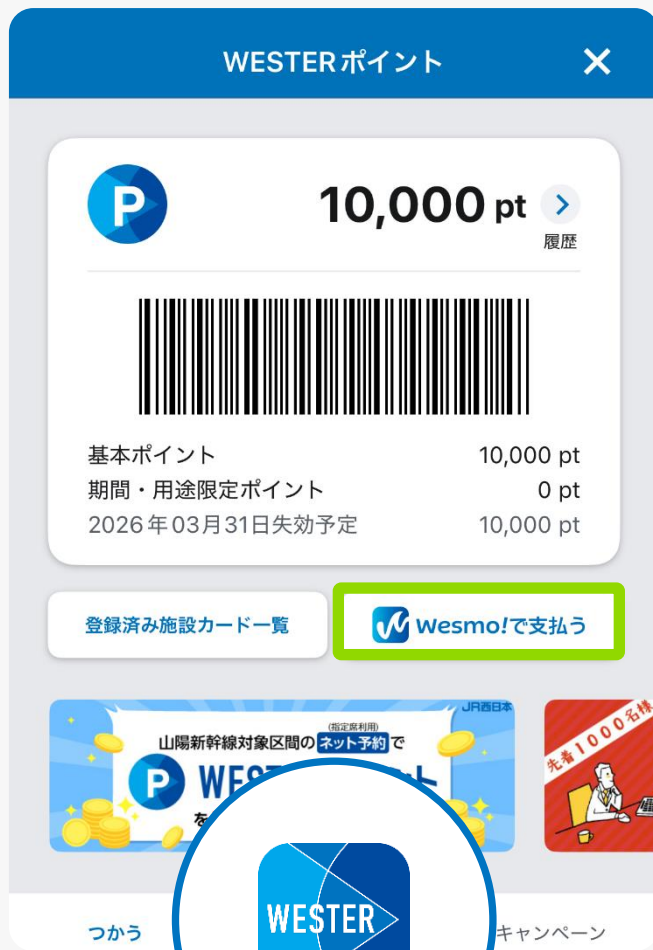 WESTERポイント
P
10,000 pt
履歴
基本ポイント 10,000 pt
期間・用途限定ポイント 0 pt
2026年03月31日失効予定 10,000 pt
登録済み施設カード一覧
Wesmo!で支払う
JR西日本
(指定席利用)
山陽新幹線対象区間のネット予約で
P
を
先着1000名様
WESTER
つかう
キャンペーン